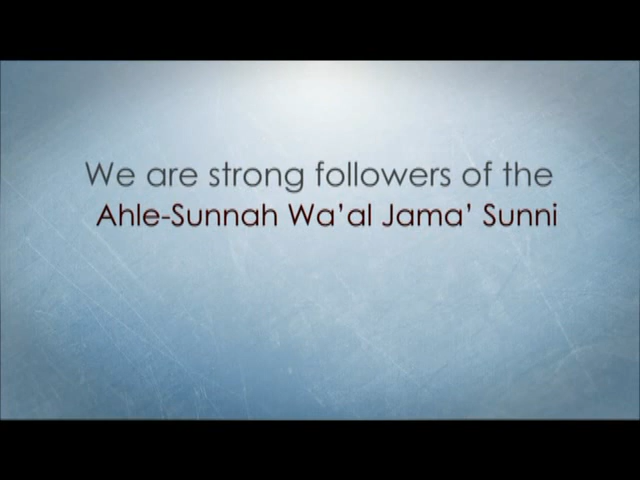 We are strong followers of the
Ahle-Sunnah Wa’al Jama’ Sunni